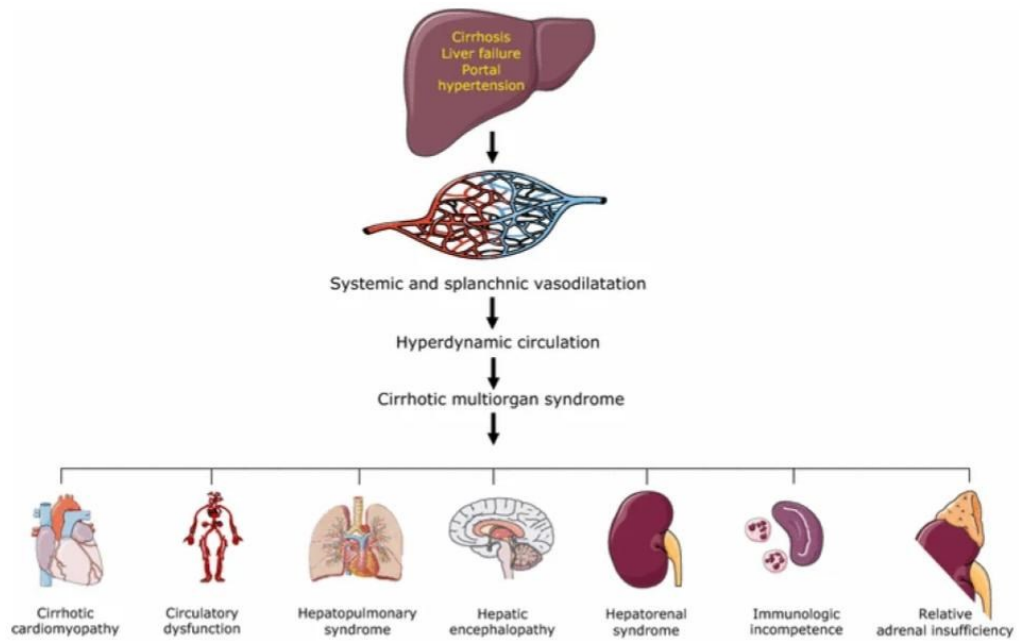 Cirrhosis
Liver failure
Portal
hypertension
Systemic and splanchnic vasodilatation
Hyperdynamic circulation
Cirrhotic multiorgan syndrome
Cirrhotic
cardiomyopathy
Circulatory
dysfunction
Hepatopulmonary
syndrome
Hepatic
encephalopathy
Hepatorenal
syndrome
Immunologic
incompetence
Relative
adrenal insufficiency